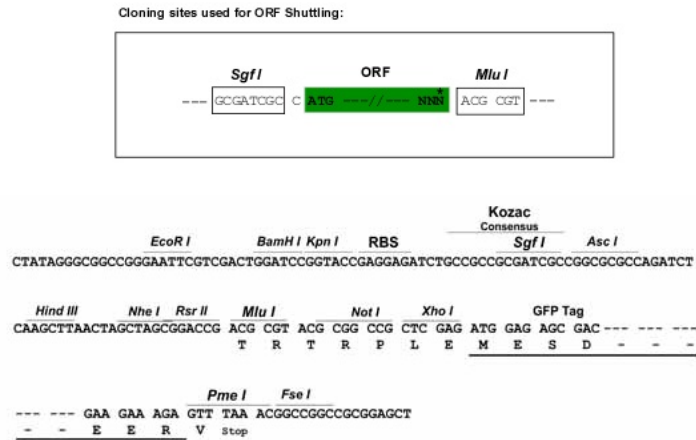 Cloning sites used for ORF Shuttling:
Sgf I ORF Mlu I
--- GCGATCGC C ATG ---//--- NNN* ACG CGT ---
Kozac
Consensus
EcoR I BamH I Kpn I RBS Sgf I Asc I
CTATAGGGCGGCCGGGAATTCGTCGACTGGATCCGGTACCGAGGAGATCTGCCGCCGCGATCGCCGGCGCGCCAGATCT
Hind III Nhe I Rsr II Mlu I Not I Xho I GFP Tag
CAAGCTTAACTAGCTAGCGGACCG ACG CGT ACG CGG CCG CTC GAG ATG GAG AGC GAC --- --- ---
T R T R P L E M E S D - - -
Pme I Fse I
--- --- GAA GAA AGA GTT TAA ACGGCCGGCCGCGGAGCT
- - E E R V Stop